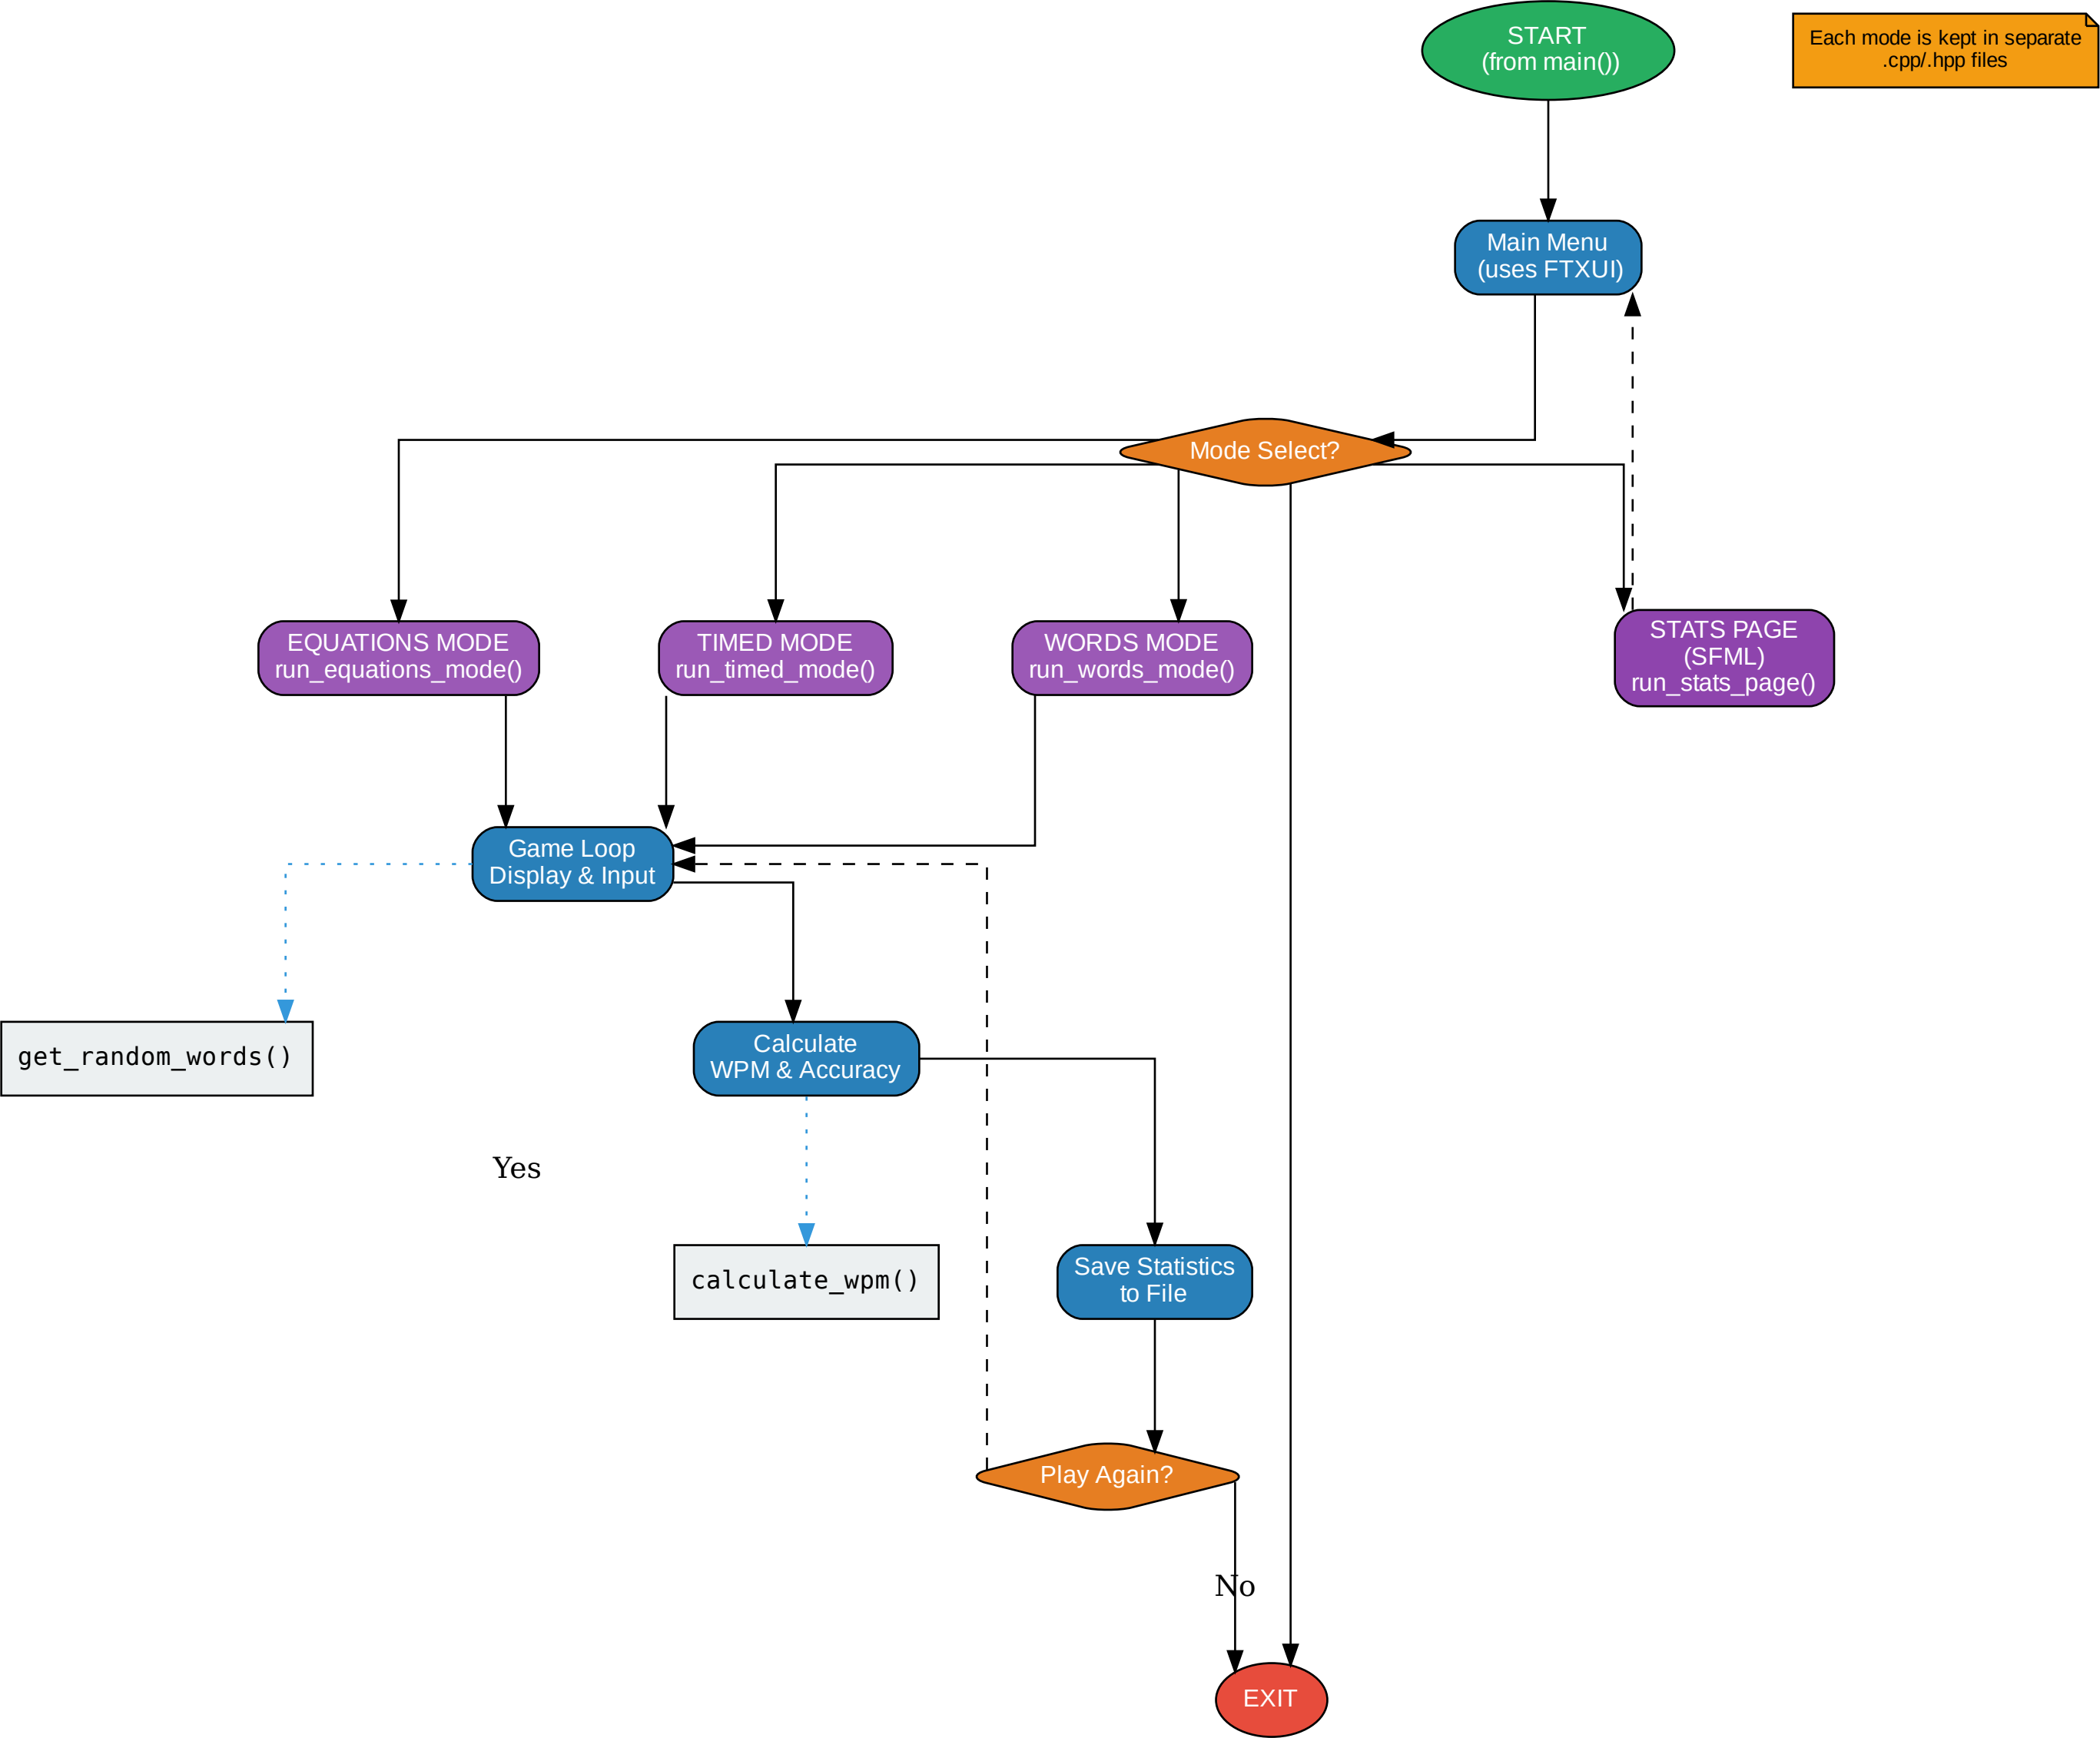 START
(from main())
Each mode is kept in separate
.cpp/.hpp files
Main Menu
(uses FTXUI)
Mode Select?
EQUATIONS MODE
run_equations_mode()
TIMED MODE
run_timed_mode()
WORDS MODE
run_words_mode()
STATS PAGE
(SFML)
run_stats_page()
Game Loop
Display & Input
get_random_words()
Calculate
WPM & Accuracy
Yes
calculate_wpm()
Save Statistics
to File
Play Again?
No
EXIT